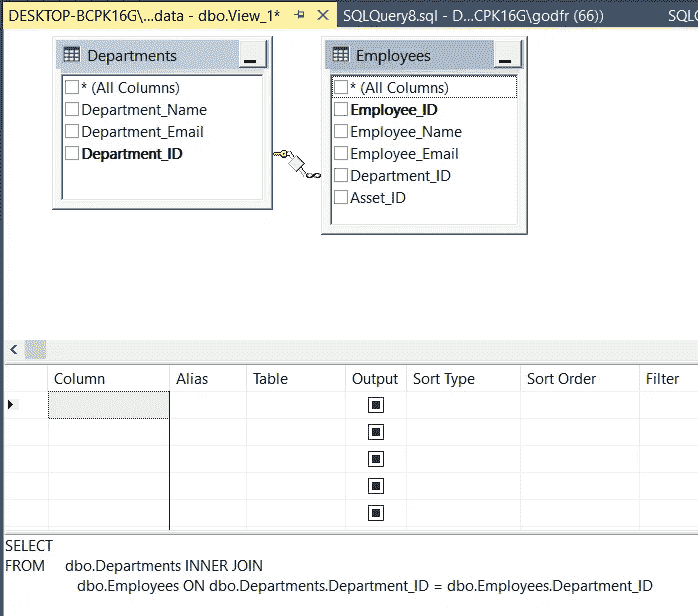 DESKTOP-BCPK16G\...data - dbo.View_1* SQLQuery8.sql - D...CPK16G\godfr (66)) SQLQ
Departments
* (All Columns)
Department_Name
Department_Email
Department_ID
Employees
* (All Columns)
Employee_ID
Employee_Name
Employee_Email
Department_ID
Asset_ID
Column Alias Table Output Sort Type Sort Order Filter
SELECT
FROM dbo.Departments INNER JOIN
dbo.Employees ON dbo.Departments.Department_ID = dbo.Employees.Department_ID